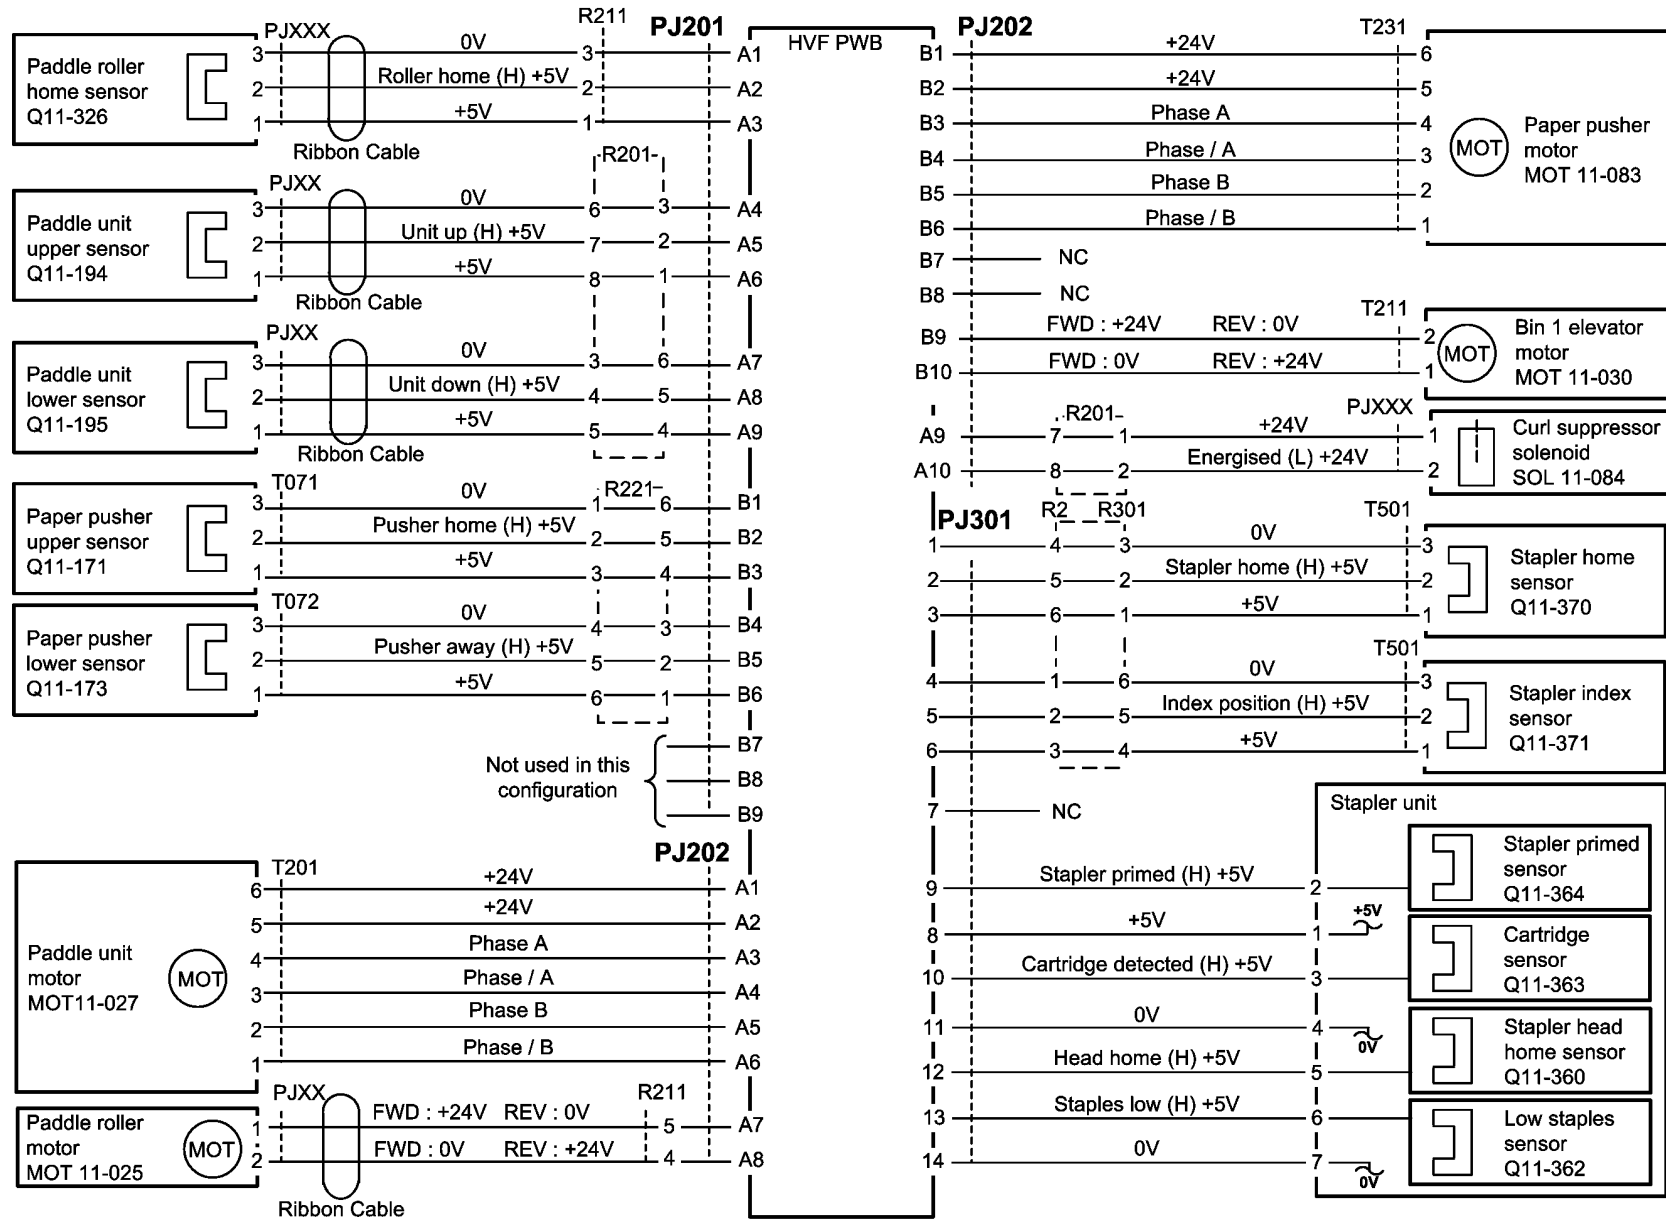 R211
PJ201
HVF PWB
PJ202
T231
PJXXX
Paddle roller
home sensor
Q11-326
3 0V 3 A1
2 Roller home (H) +5V 2 A2
1 +5V 1 A3
Ribbon Cable
R201
PJXX
Paddle unit
upper sensor
Q11-194
3 0V 6 3 A4
2 Unit up (H) +5V 7 2 A5
1 +5V 8 1 A6
Ribbon Cable
PJXX
Paddle unit
lower sensor
Q11-195
3 0V 3 6 A7
2 Unit down (H) +5V 4 5 A8
1 +5V 5 4 A9
Ribbon Cable
T071
R221
Paper pusher
upper sensor
Q11-171
3 0V 1 6 B1
2 Pusher home (H) +5V 2 5 B2
1 +5V 3 4 B3
T072
Paper pusher
lower sensor
Q11-173
3 0V 4 3 B4
2 Pusher away (H) +5V 5 2 B5
1 +5V 6 1 B6
Not used in this
configuration
B7
B8
B9
PJ202
T201
Paddle unit
motor
MOT11-027
MOT
6 +24V A1
5 +24V A2
4 Phase A A3
3 Phase / A A4
2 Phase B A5
1 Phase / B A6
PJXX
R211
Paddle roller
motor
MOT 11-025
MOT
1 FWD : +24V REV : 0V 5 A7
2 FWD : 0V REV : +24V 4 A8
Ribbon Cable
B1 +24V 6
B2 +24V 5
B3 Phase A 4
B4 Phase / A 3
B5 Phase B 2
B6 Phase / B 1
MOT
Paper pusher
motor
MOT 11-083
B7 NC
B8 NC
T211
B9 FWD : +24V REV : 0V 2
B10 FWD : 0V REV : +24V 1
MOT
Bin 1 elevator
motor
MOT 11-030
R201
PJXXX
A9 7 1 +24V 1
A10 8 2 Energised (L) +24V 2
Curl suppressor
solenoid
SOL 11-084
PJ301
R2 R301
T501
1 4 3 0V 3
2 5 2 Stapler home (H) +5V 2
3 6 1 +5V 1
Stapler home
sensor
Q11-370
T501
4 1 6 0V 3
5 2 5 Index position (H) +5V 2
6 3 4 +5V 1
Stapler index
sensor
Q11-371
7 NC
Stapler unit
9 Stapler primed (H) +5V 2
Stapler primed
sensor
Q11-364
8 +5V 1 +5V
10 Cartridge detected (H) +5V 3
Cartridge
sensor
Q11-363
11 0V 4 0V
12 Head home (H) +5V 5
Stapler head
home sensor
Q11-360
13 Staples low (H) +5V 6
Low staples
sensor
Q11-362
14 0V 7 0V